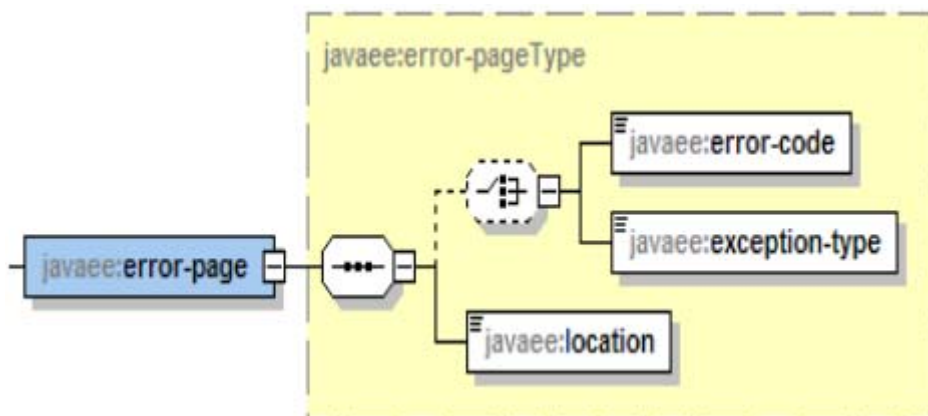 javaee:error-pageType
javaee:error-code
javaee:exception-type
javaee:error-page
javaee:location